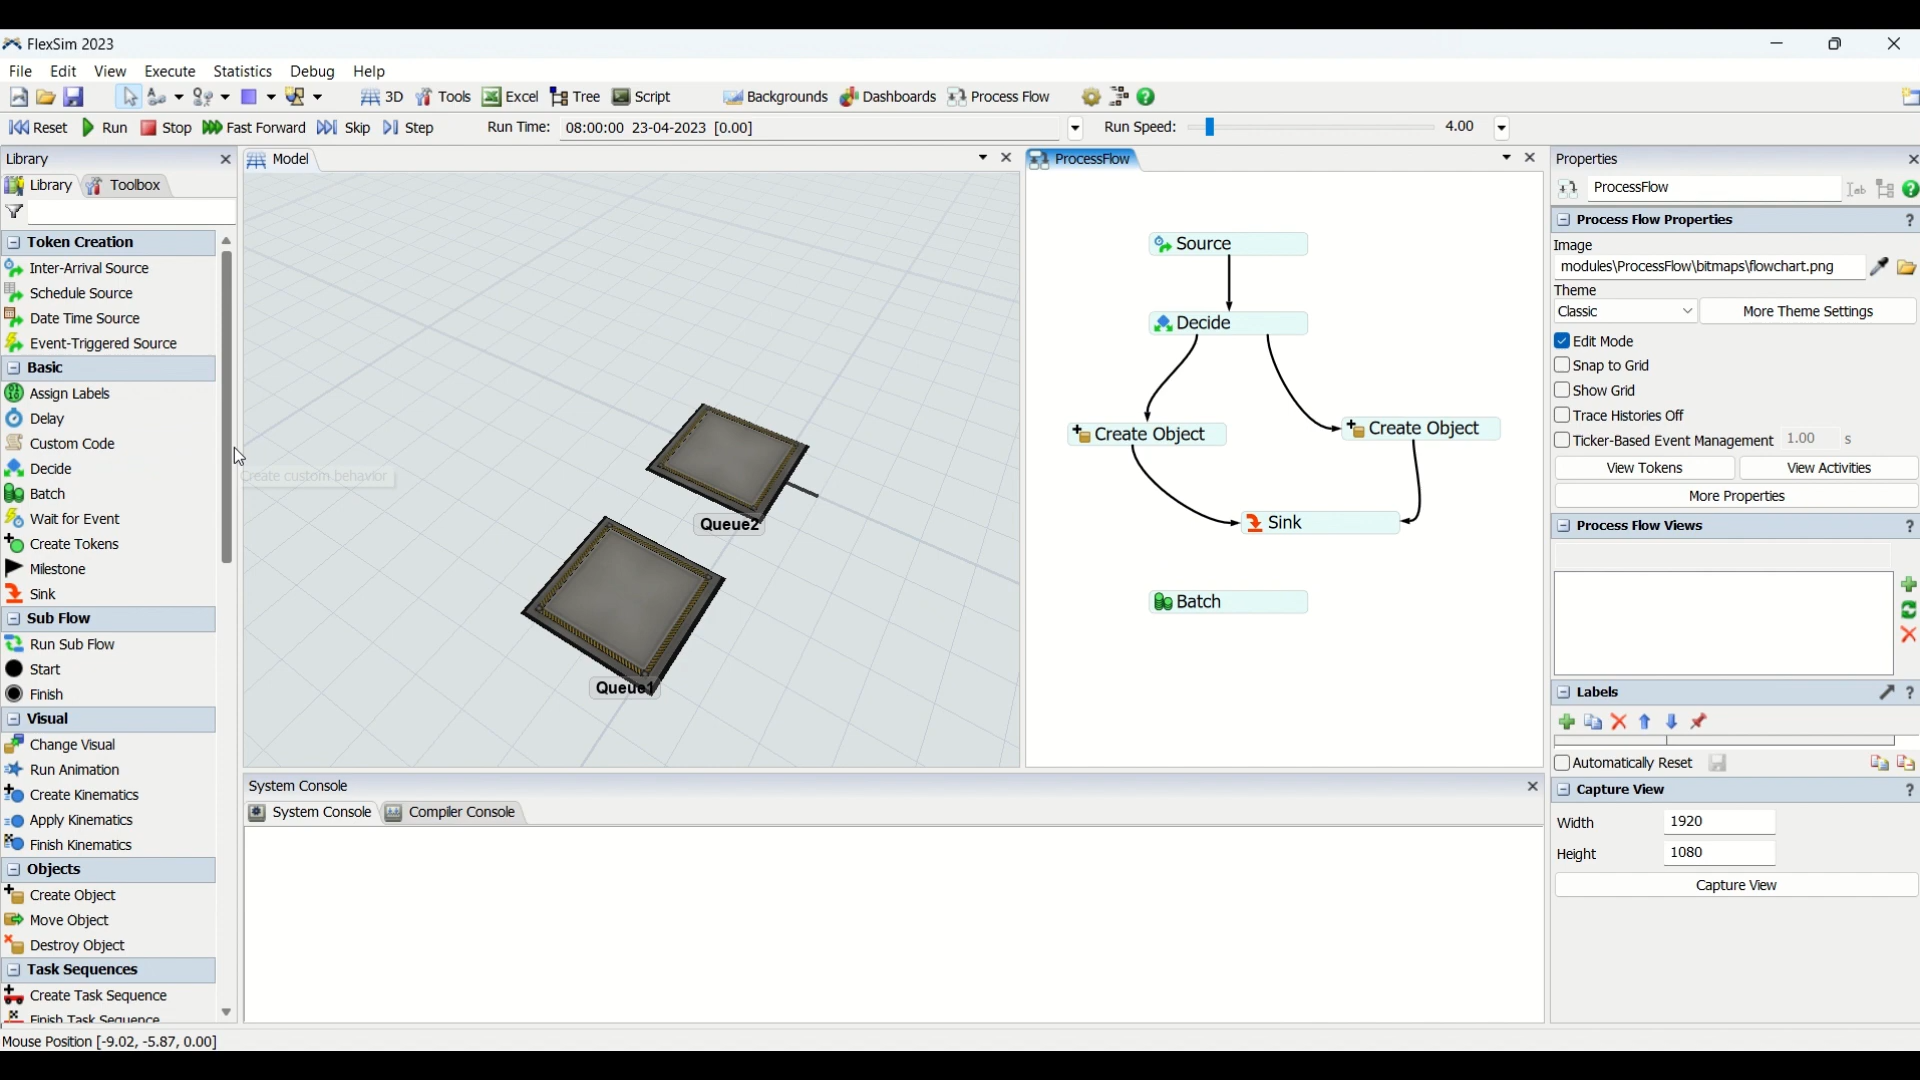 FlexSim 2023
File Edit View Execute Statistics Debug Help
3D Tools Excel Tree Script Backgrounds Dashboards Process Flow
Reset Run Stop Fast Forward Skip Step Run Time: 08:00:00 23-04-2023 [0.00] Run Speed: 4.00
Library
Library Toolbox
Token Creation
Inter-Arrival Source
Schedule Source
Date Time Source
Event-Triggered Source
Basic
Assign Labels
Delay
Custom Code
Decide
Batch
Wait for Event
Create Tokens
Milestone
Sink
Sub Flow
Run Sub Flow
Start
Finish
Visual
Change Visual
Run Animation
Create Kinematics
Apply Kinematics
Finish Kinematics
Objects
Create Object
Move Object
Destroy Object
Task Sequences
Create Task Sequence
Finish Task Sequence
Model
Create custom behavior
Queue2
Queue1
ProcessFlow
Source
Decide
Create Object
Create Object
Sink
Batch
System Console
System Console Compiler Console
Properties
ProcessFlow
Process Flow Properties ?
Image
modules\ProcessFlow\bitmaps\flowchart.png
Theme
Classic More Theme Settings
Edit Mode
Snap to Grid
Show Grid
Trace Histories Off
Ticker-Based Event Management 1.00 s
View Tokens View Activities
More Properties
Process Flow Views ?
Labels ?
Automatically Reset
Capture View ?
Width 1920
Height 1080
Capture View
Mouse Position [-9.02, -5.87, 0.00]